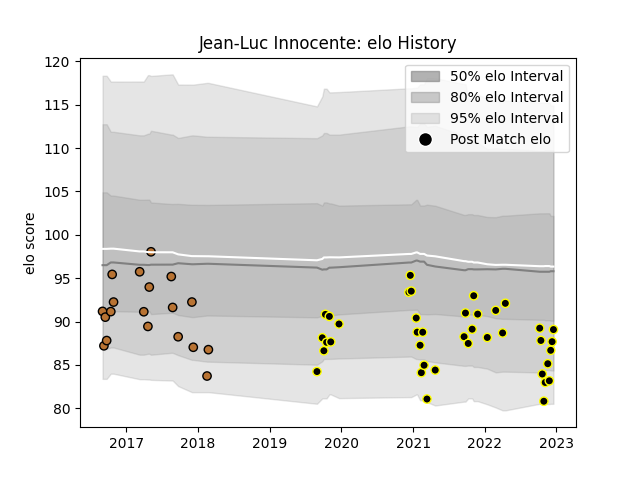 Jean-Luc Innocente: elo History
120
115
110
105
100
95
90
85
80
elo score
50% elo Interval
80% elo Interval
95% elo Interval
Post Match elo
2017 2018 2019 2020 2021 2022 2023